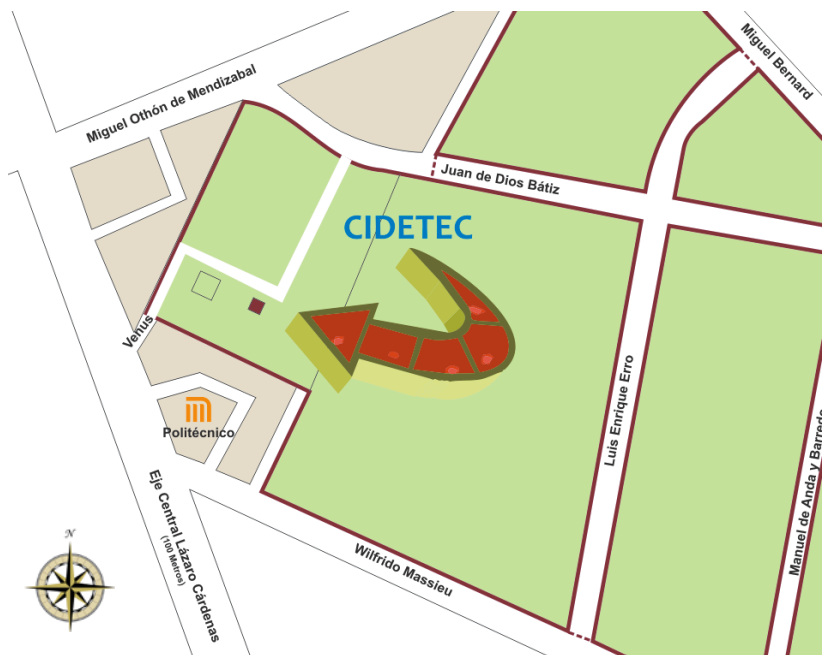 Miguel Bernard
Miguel Othón de Mendizabal
Juan de Dios Bátiz
CIDETEC
Venus
Politécnico
Luis Enrique Erro
Manuel de Anda y Barredo
Eje Central Lázaro Cárdenas
(100 Metros)
N
Wilfrido Massieu